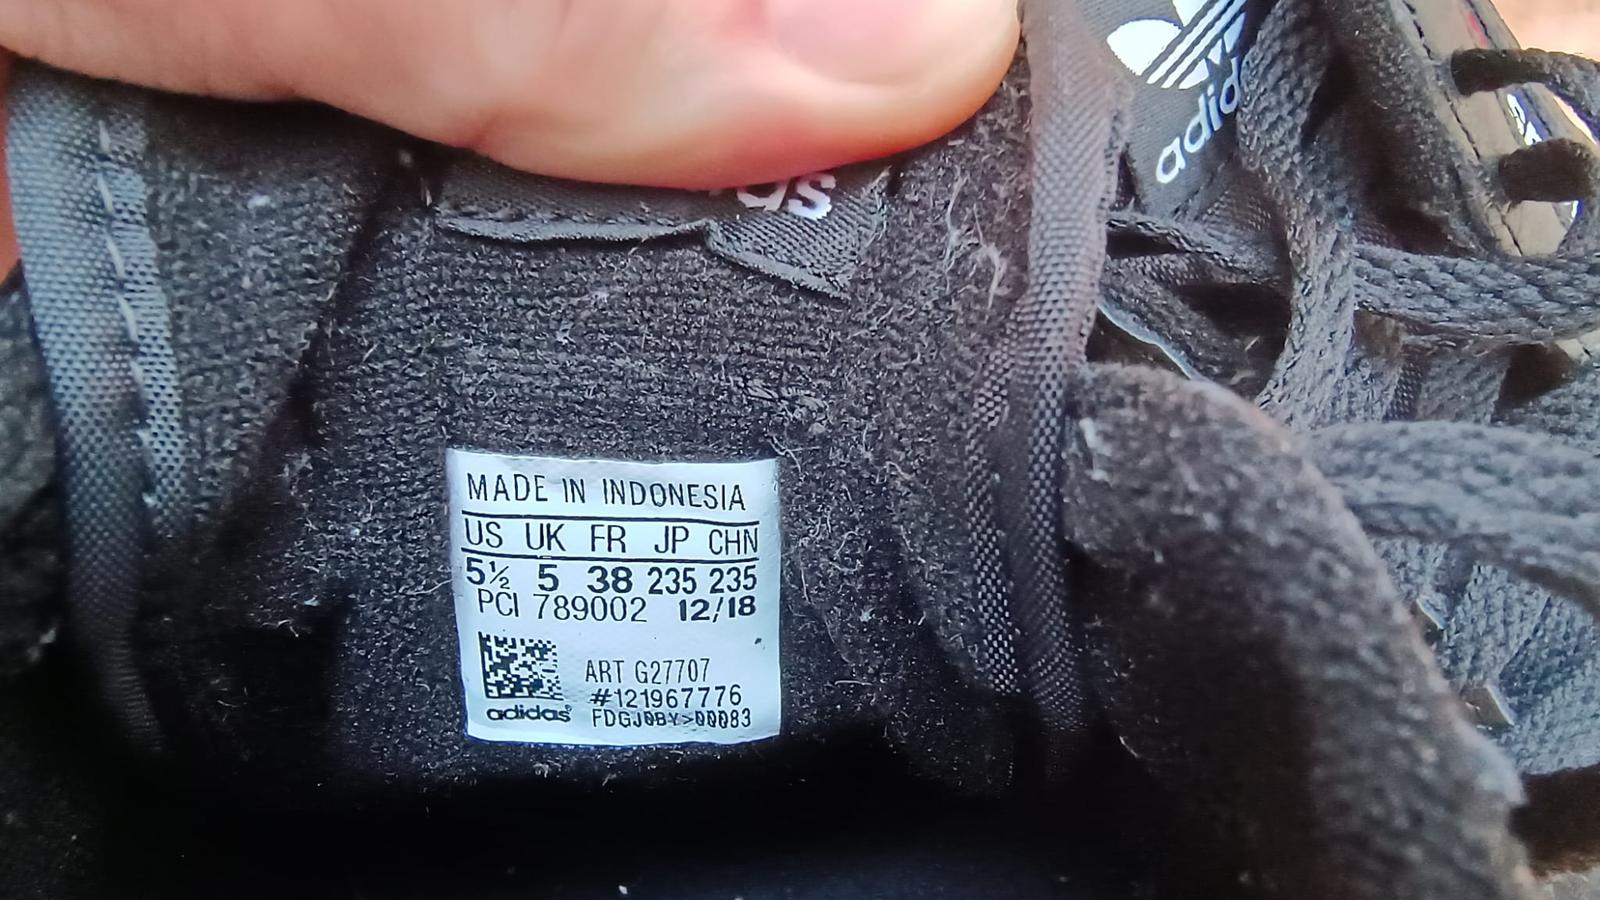 adidas
MADE IN INDONESIA
US UK FR JP CHN
5½ 5 38 235 235
PCI 789002 12/18
ART G27707
#121967776
adidas®
FDGJ0BY>00083